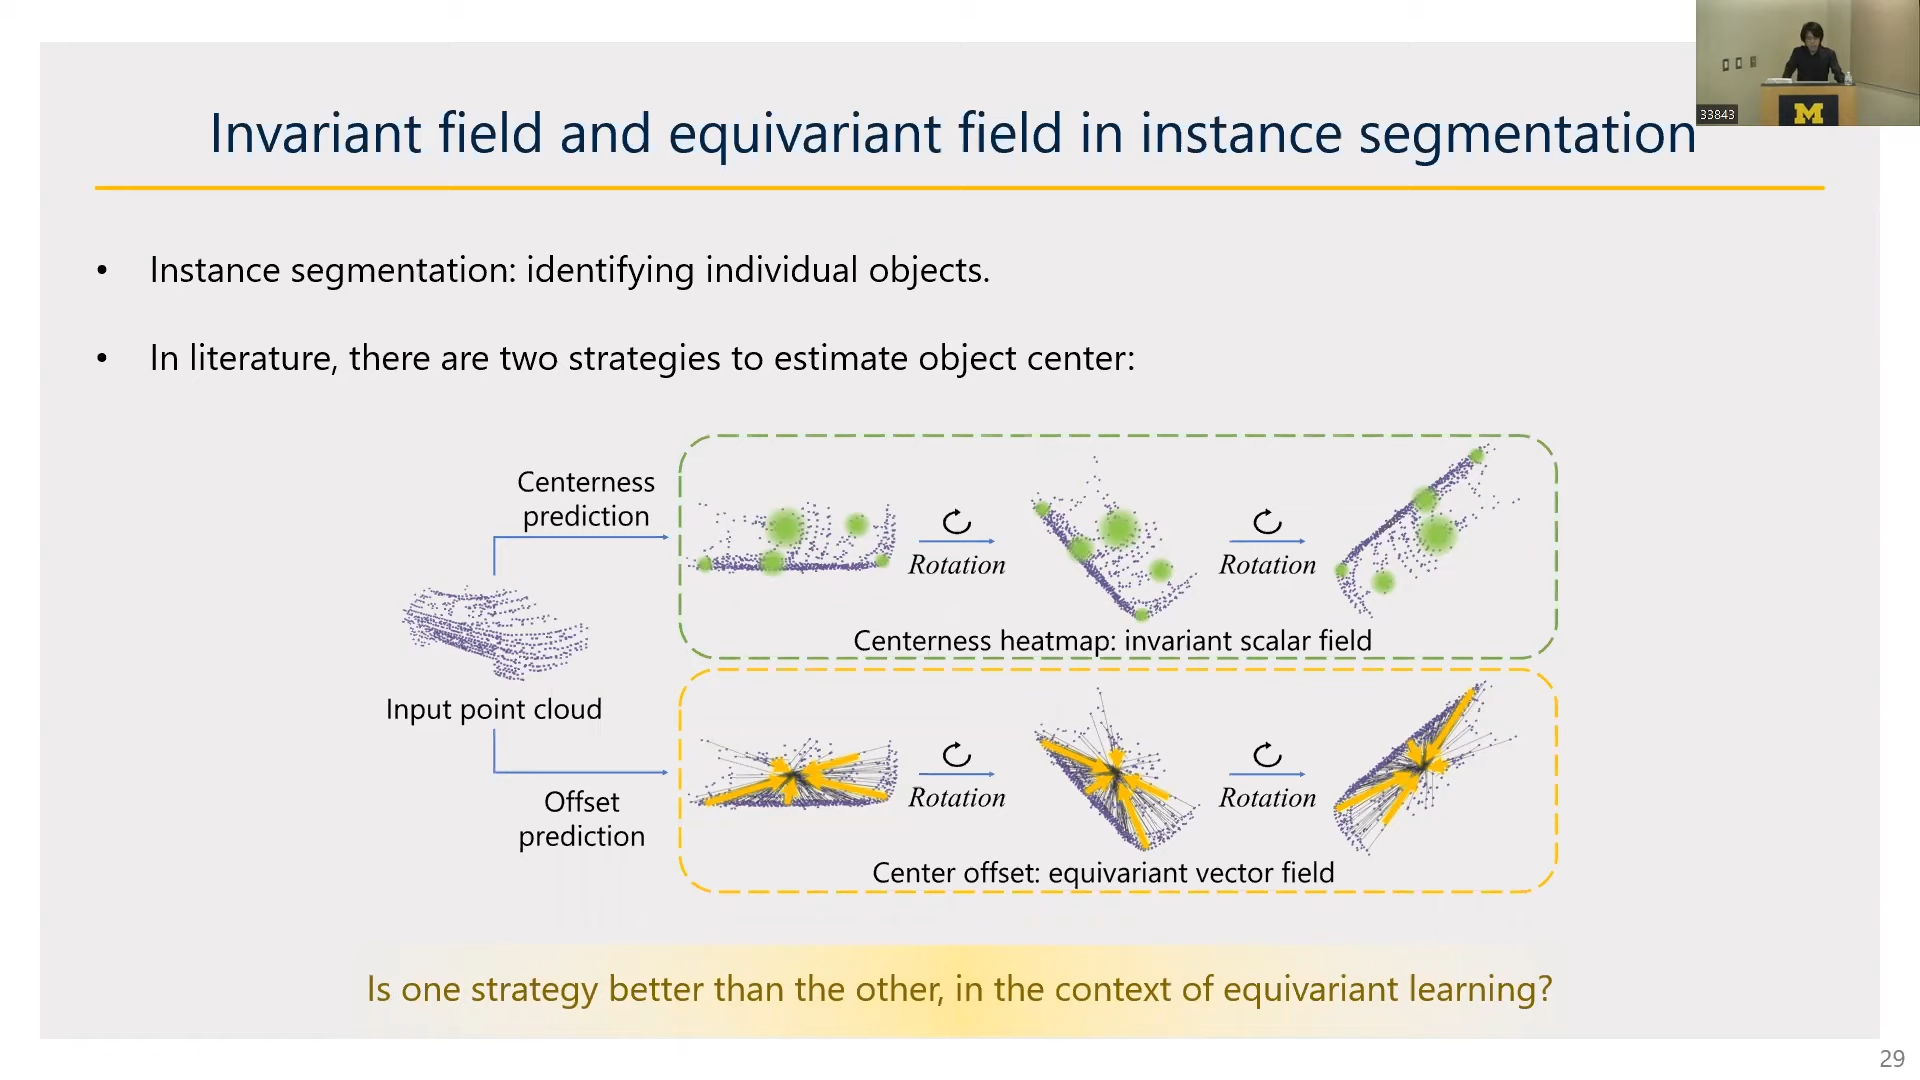 33843
M
Invariant field and equivariant field in instance segmentation
• Instance segmentation: identifying individual objects.
• In literature, there are two strategies to estimate object center:
Centerness
prediction
Rotation
Rotation
Centerness heatmap: invariant scalar field
Input point cloud
Offset
prediction
Rotation
Rotation
Center offset: equivariant vector field
Is one strategy better than the other, in the context of equivariant learning?
29